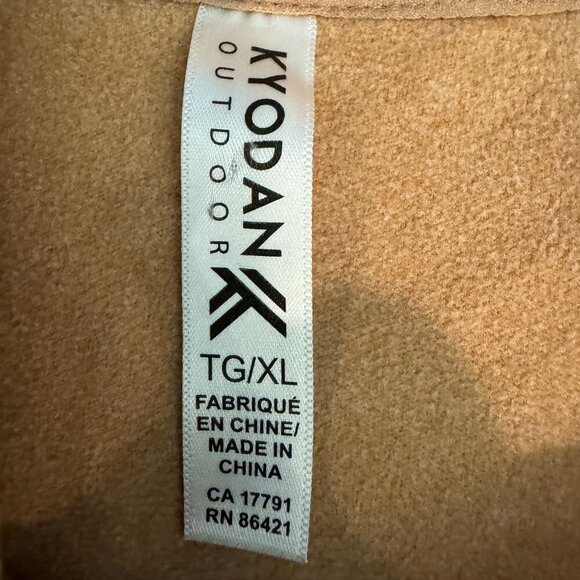 KYODAN
OUTDOOR
TG/XL
FABRIQUÉ
EN CHINE/
MADE IN
CHINA
CA 17791
RN 86421